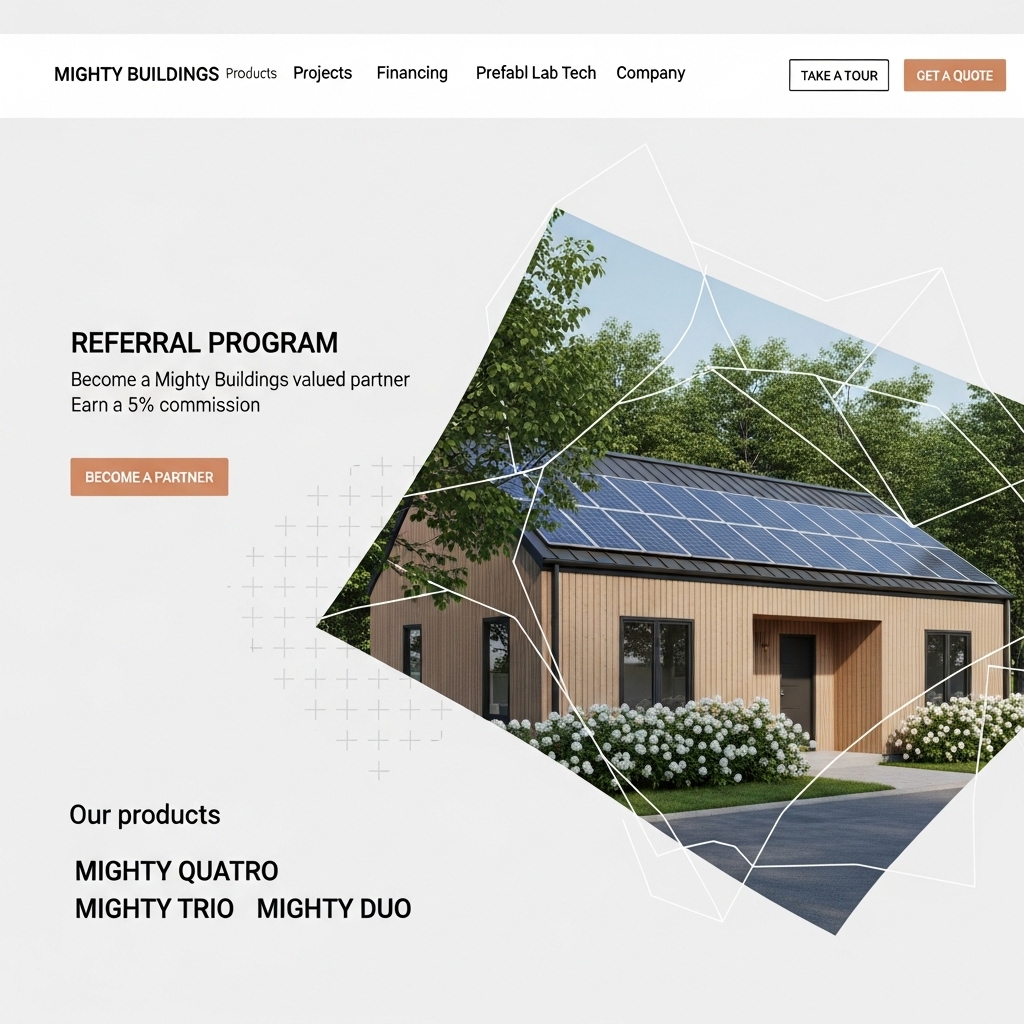 MIGHTY BUILDINGS Products Projects Financing Prefabl Lab Tech Company TAKE A TOUR GET A QUOTE
REFERRAL PROGRAM
Become a Mighty Buildings valued partner
Earn a 5% commission
BECOME A PARTNER
Our products
MIGHTY QUATRO
MIGHTY TRIO MIGHTY DUO